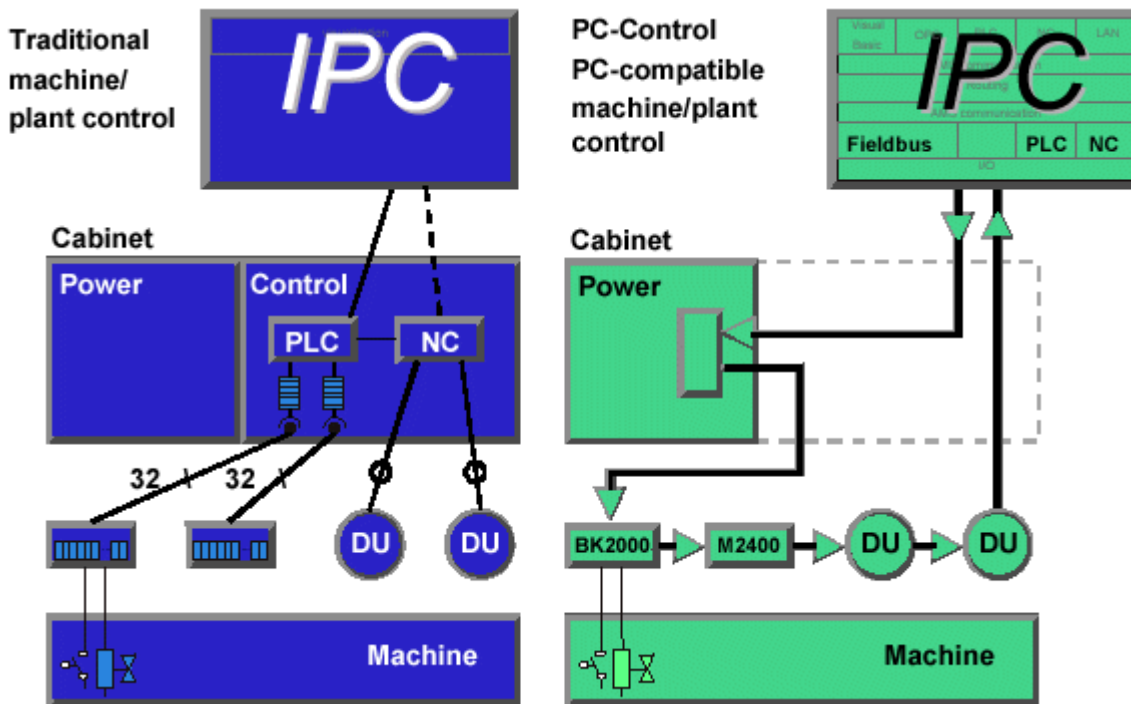 Traditional
machine/
plant control
IPC
Cabinet
Power
Control
PLC
NC
32
32
DU
DU
Machine
PC-Control
PC-compatible
machine/plant
control
IPC
Visual
Basic
LAN
Routing
communication
Fieldbus
PLC
NC
I/O
Cabinet
Power
BK2000
M2400
DU
DU
Machine